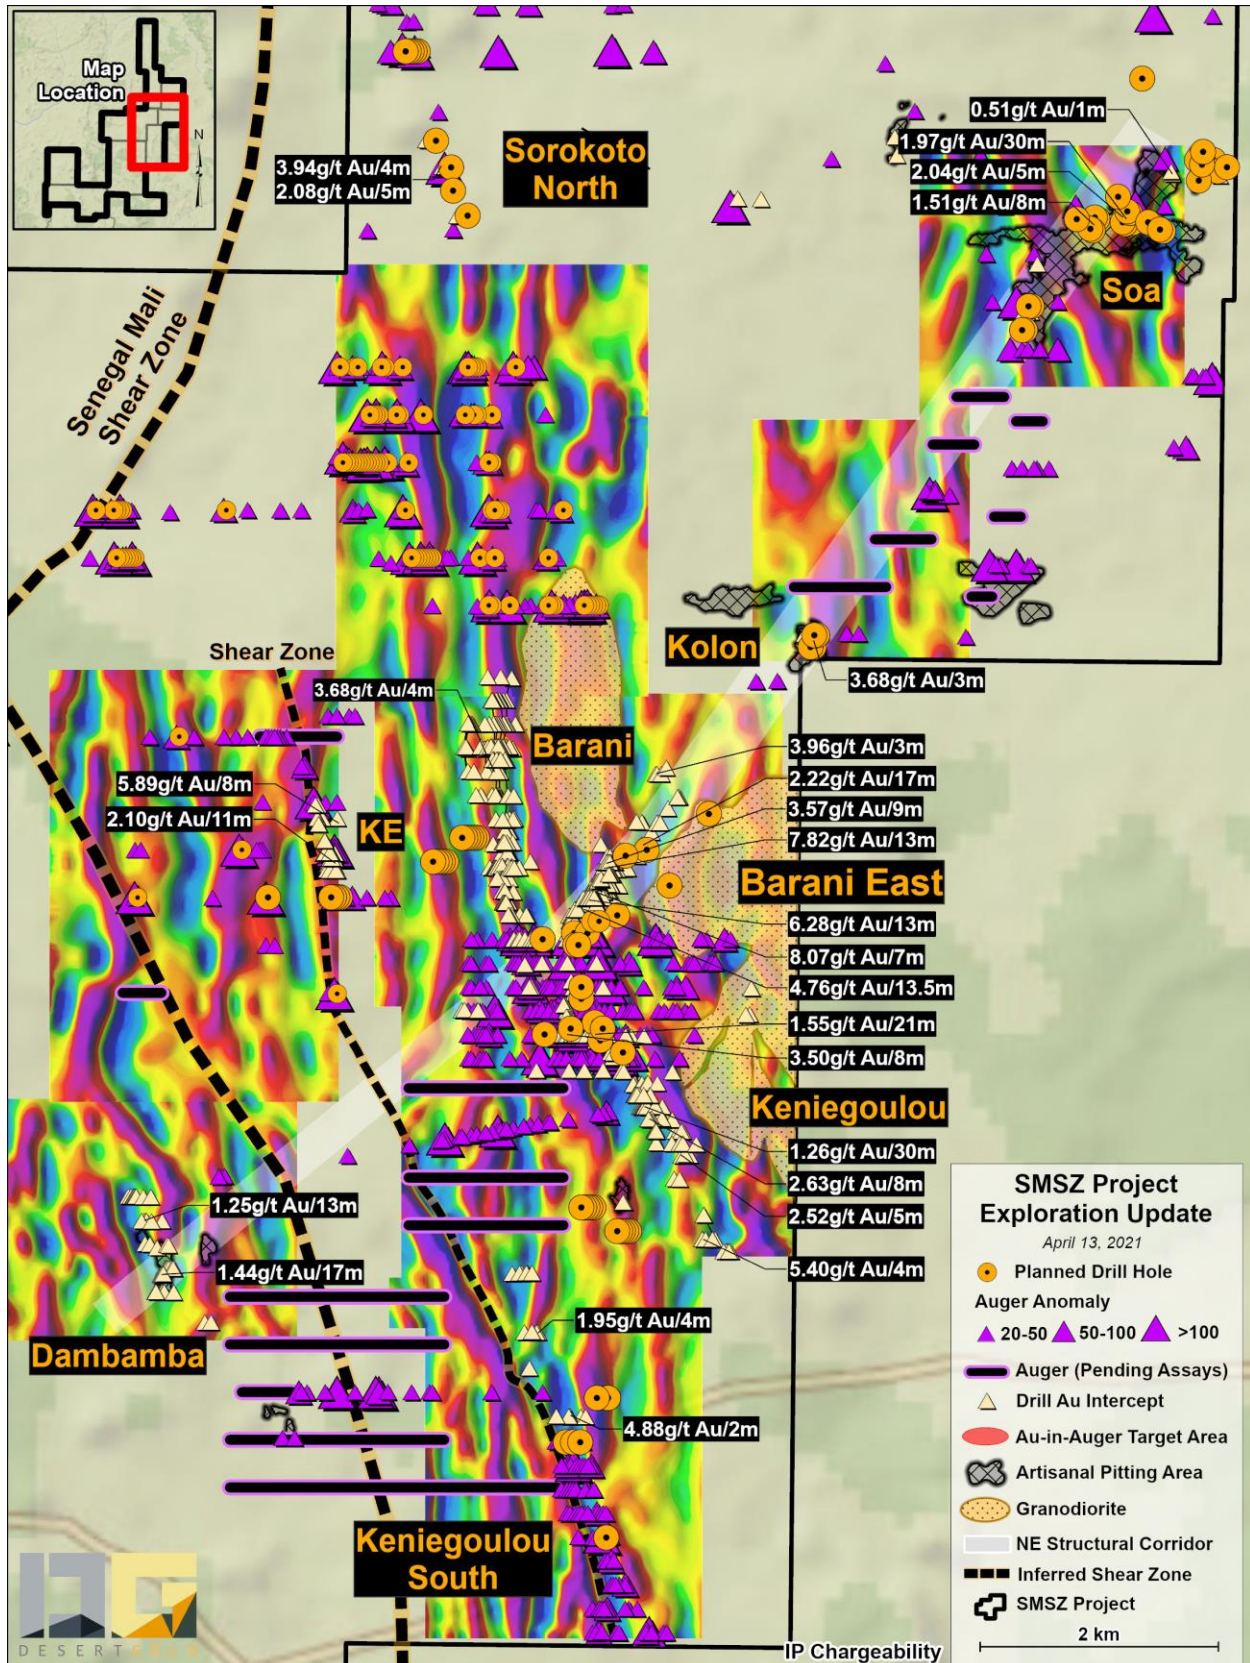 Map
Location
N
0.51g/t Au/1m
1.97g/t Au/30m
2.04g/t Au/5m
1.51g/t Au/8m
Sorokoto
North
3.94g/t Au/4m
2.08g/t Au/5m
Soa
Senegal Mali
Shear Zone
Kolon
Shear Zone
3.68g/t Au/3m
3.68g/t Au/4m
Barani
3.96g/t Au/3m
2.22g/t Au/17m
3.57g/t Au/9m
7.82g/t Au/13m
5.89g/t Au/8m
2.10g/t Au/11m
KE
Barani East
6.28g/t Au/13m
8.07g/t Au/7m
4.76g/t Au/13.5m
1.55g/t Au/21m
3.50g/t Au/8m
Keniegoulou
1.26g/t Au/30m
2.63g/t Au/8m
2.52g/t Au/5m
5.40g/t Au/4m
1.25g/t Au/13m
1.44g/t Au/17m
1.95g/t Au/4m
Dambamba
4.88g/t Au/2m
Keniegoulou
South
SMSZ Project
Exploration Update
April 13, 2021
Planned Drill Hole
Auger Anomaly
20-50 50-100 >100
Auger (Pending Assays)
Drill Au Intercept
Au-in-Auger Target Area
Artisanal Pitting Area
Granodiorite
NE Structural Corridor
Inferred Shear Zone
SMSZ Project
2 km
IP Chargeability
DESERTGOLD